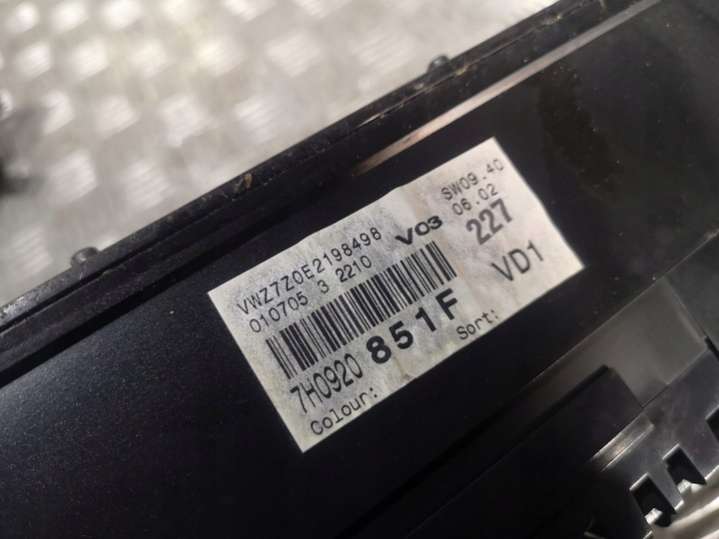 VWZ7Z0E2198498 V03 SW09.40
010705 3 2210 06.02
227
7H0920 851F VD1
Colour: Sort: